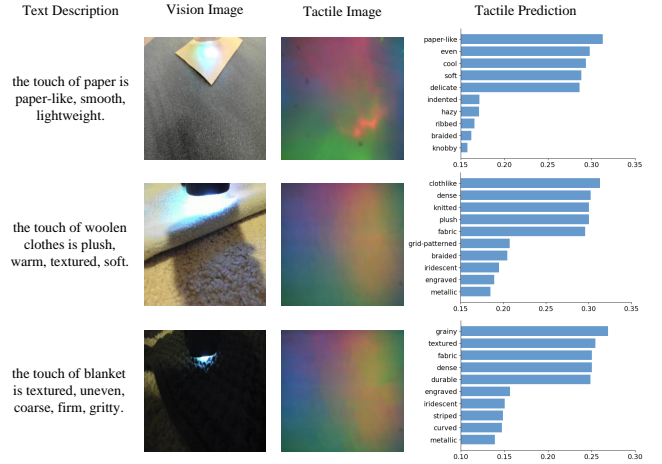 Text Description
Vision Image
Tactile Image
Tactile Prediction
the touch of paper is
paper-like, smooth,
lightweight.
paper-like
even
cool
soft
delicate
indented
hazy
ribbed
braided
knobby
0.15
0.20
0.25
0.30
0.35
the touch of woolen
clothes is plush,
warm, textured, soft.
clothlike
dense
knitted
plush
fabric
grid-patterned
braided
iridescent
engraved
metallic
0.15
0.20
0.25
0.30
0.35
the touch of blanket
is textured, uneven,
coarse, firm, gritty.
grainy
textured
fabric
dense
durable
engraved
iridescent
striped
curved
metallic
0.10
0.15
0.20
0.25
0.30